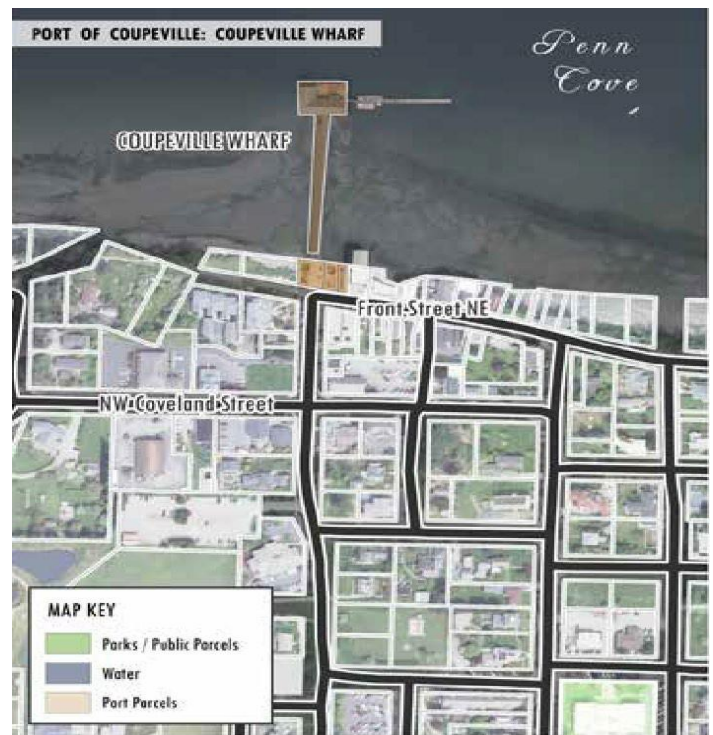 PORT OF COUPEVILLE: COUPEVILLE WHARF
Penn
Cove
COUPEVILLE WHARF
Front Street NE
NW Coveland Street
MAP KEY
Parks / Public Parcels
Water
Port Parcels